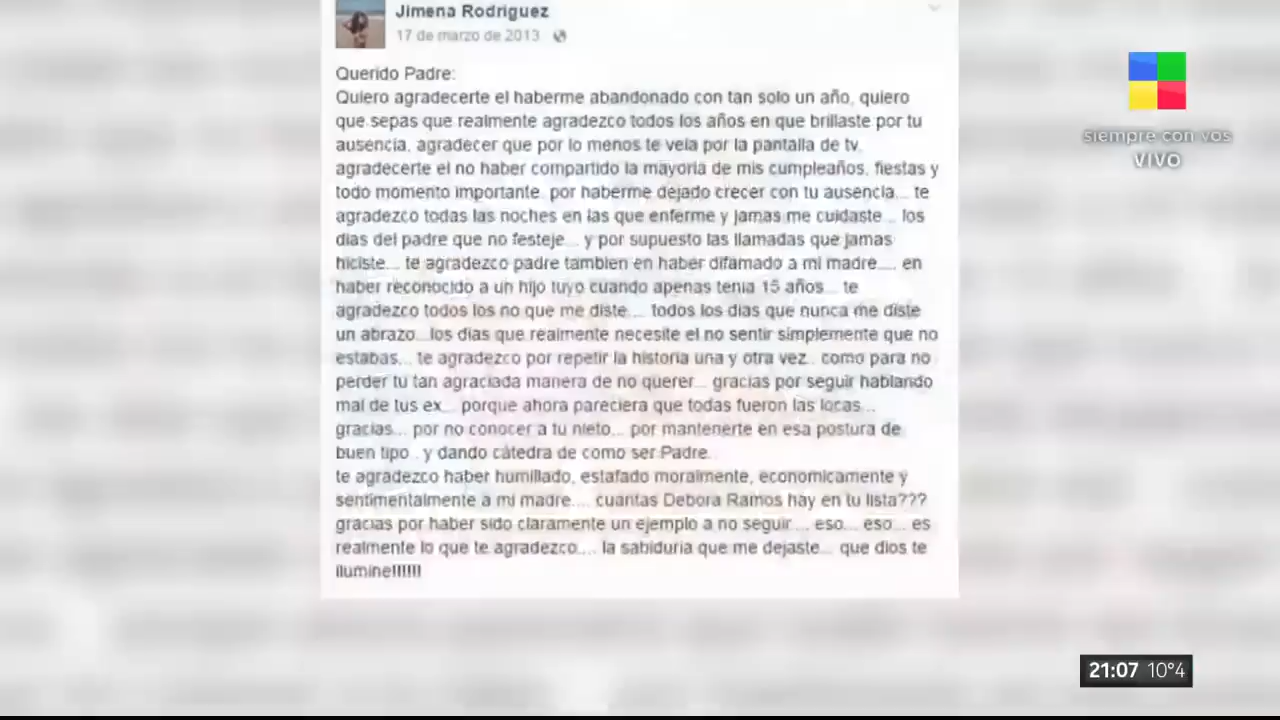 Jimena Rodriguez
17 de marzo de 2013
Querido Padre:
Quiero agradecerte el haberme abandonado con tan solo un año, quiero
que sepas que realmente agradezco todos los años en que brillaste por tu
ausencia, agradecer que por lo menos te veia por la pantalla de tv,
agradecerte el no haber compartido la mayoria de mis cumpleaños, fiestas y
todo momento importante, por haberme dejado crecer con tu ausencia... te
agradezco todas las noches en las que enferme y jamas me cuidaste... los
dias del padre que no festeje... y por supuesto las llamadas que jamas
hiciste... te agradezco padre tambien en haber difamado a mi madre.... en
haber reconocido a un hijo tuyo cuando apenas tenia 15 años... te
agradezco todos los no que me diste.... todos los dias que nunca me diste
un abrazo...los dias que realmente necesite el no sentir simplemente que no
estabas... te agradezco por repetir la historia una y otra vez.. como para no
perder tu tan agraciada manera de no querer... gracias por seguir hablando
mal de tus ex... porque ahora pareciera que todas fueron las locas...
gracias... por no conocer a tu nieto... por mantenerte en esa postura de
buen tipo.. y dando cátedra de como ser Padre.
te agradezco haber humillado, estafado moralmente, economicamente y
sentimentalmente a mi madre.... cuantas Debora Ramos hay en tu lista???
gracias por haber sido claramente un ejemplo a no seguir.... eso... eso... es
realmente lo que te agradezco.... la sabiduria que me dejaste... que dios te
ilumine!!!!!!
siempre con vos
VIVO
21:07 10°4